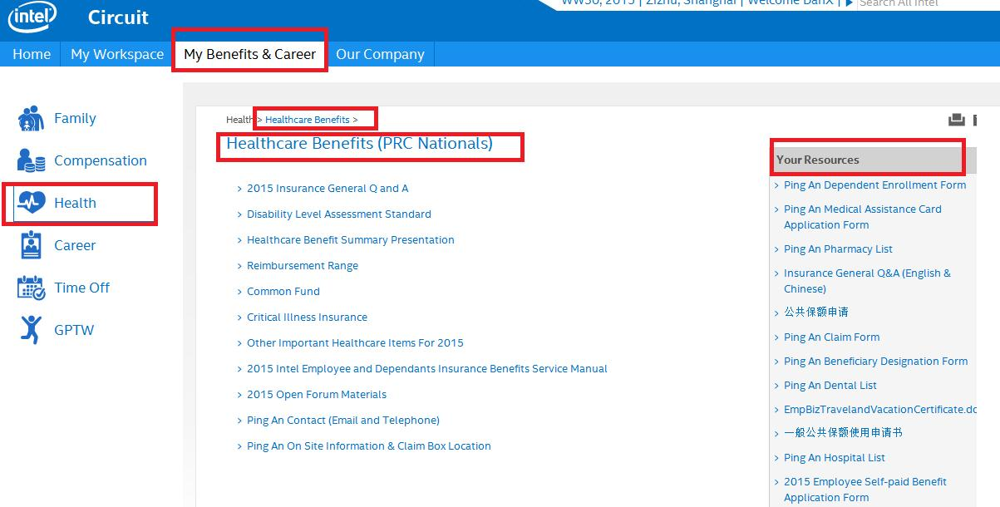 intel
Circuit
WW30, 2015 | Zizhu, Shanghai | Welcome DanX |
Search All Intel
Home
My Workspace
My Benefits & Career
Our Company
Family
Compensation
Health
Career
Time Off
GPTW
Health > Healthcare Benefits >
Healthcare Benefits (PRC Nationals)
> 2015 Insurance General Q and A
> Disability Level Assessment Standard
> Healthcare Benefit Summary Presentation
> Reimbursement Range
> Common Fund
> Critical Illness Insurance
> Other Important Healthcare Items For 2015
> 2015 Intel Employee and Dependants Insurance Benefits Service Manual
> 2015 Open Forum Materials
> Ping An Contact (Email and Telephone)
> Ping An On Site Information & Claim Box Location
Your Resources
> Ping An Dependent Enrollment Form
> Ping An Medical Assistance Card
Application Form
> Ping An Pharmacy List
> Insurance General Q&A (English &
Chinese)
> 公共保额申请
> Ping An Claim Form
> Ping An Beneficiary Designation Form
> Ping An Dental List
> EmpBizTravelandVacationCertificate.dc
> 一般公共保额使用申请书
> Ping An Hospital List
> 2015 Employee Self-paid Benefit
Application Form